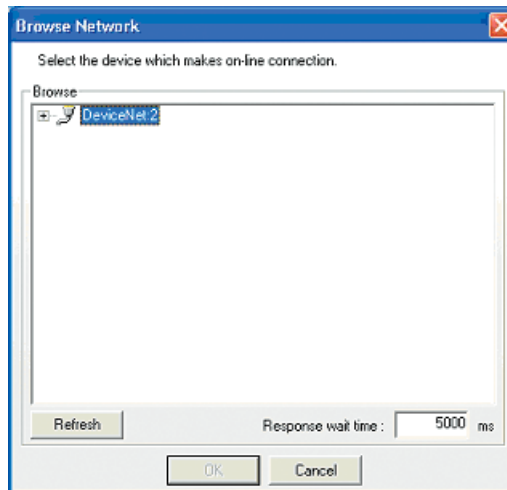 Browse Network
Select the device which makes on-line connection.
Browse
DeviceNet:2
Refresh
Response wait time :
5000 ms
OK
Cancel